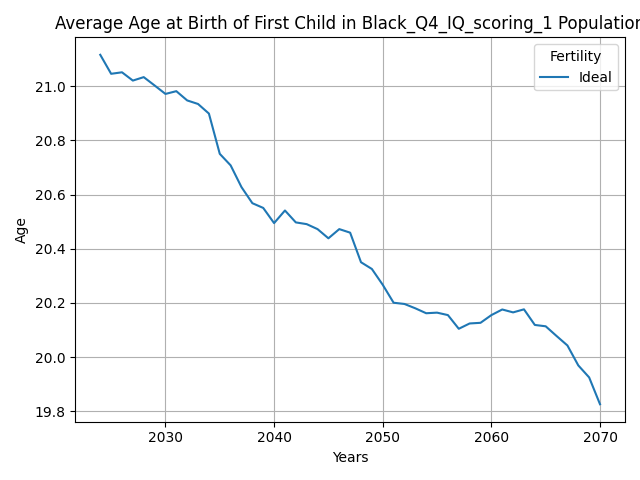 Average Age at Birth of First Child in Black_Q4_IQ_scoring_1 Population
Fertility
Ideal
Age
21.0
20.8
20.6
20.4
20.2
20.0
19.8
2030 2040 2050 2060 2070
Years